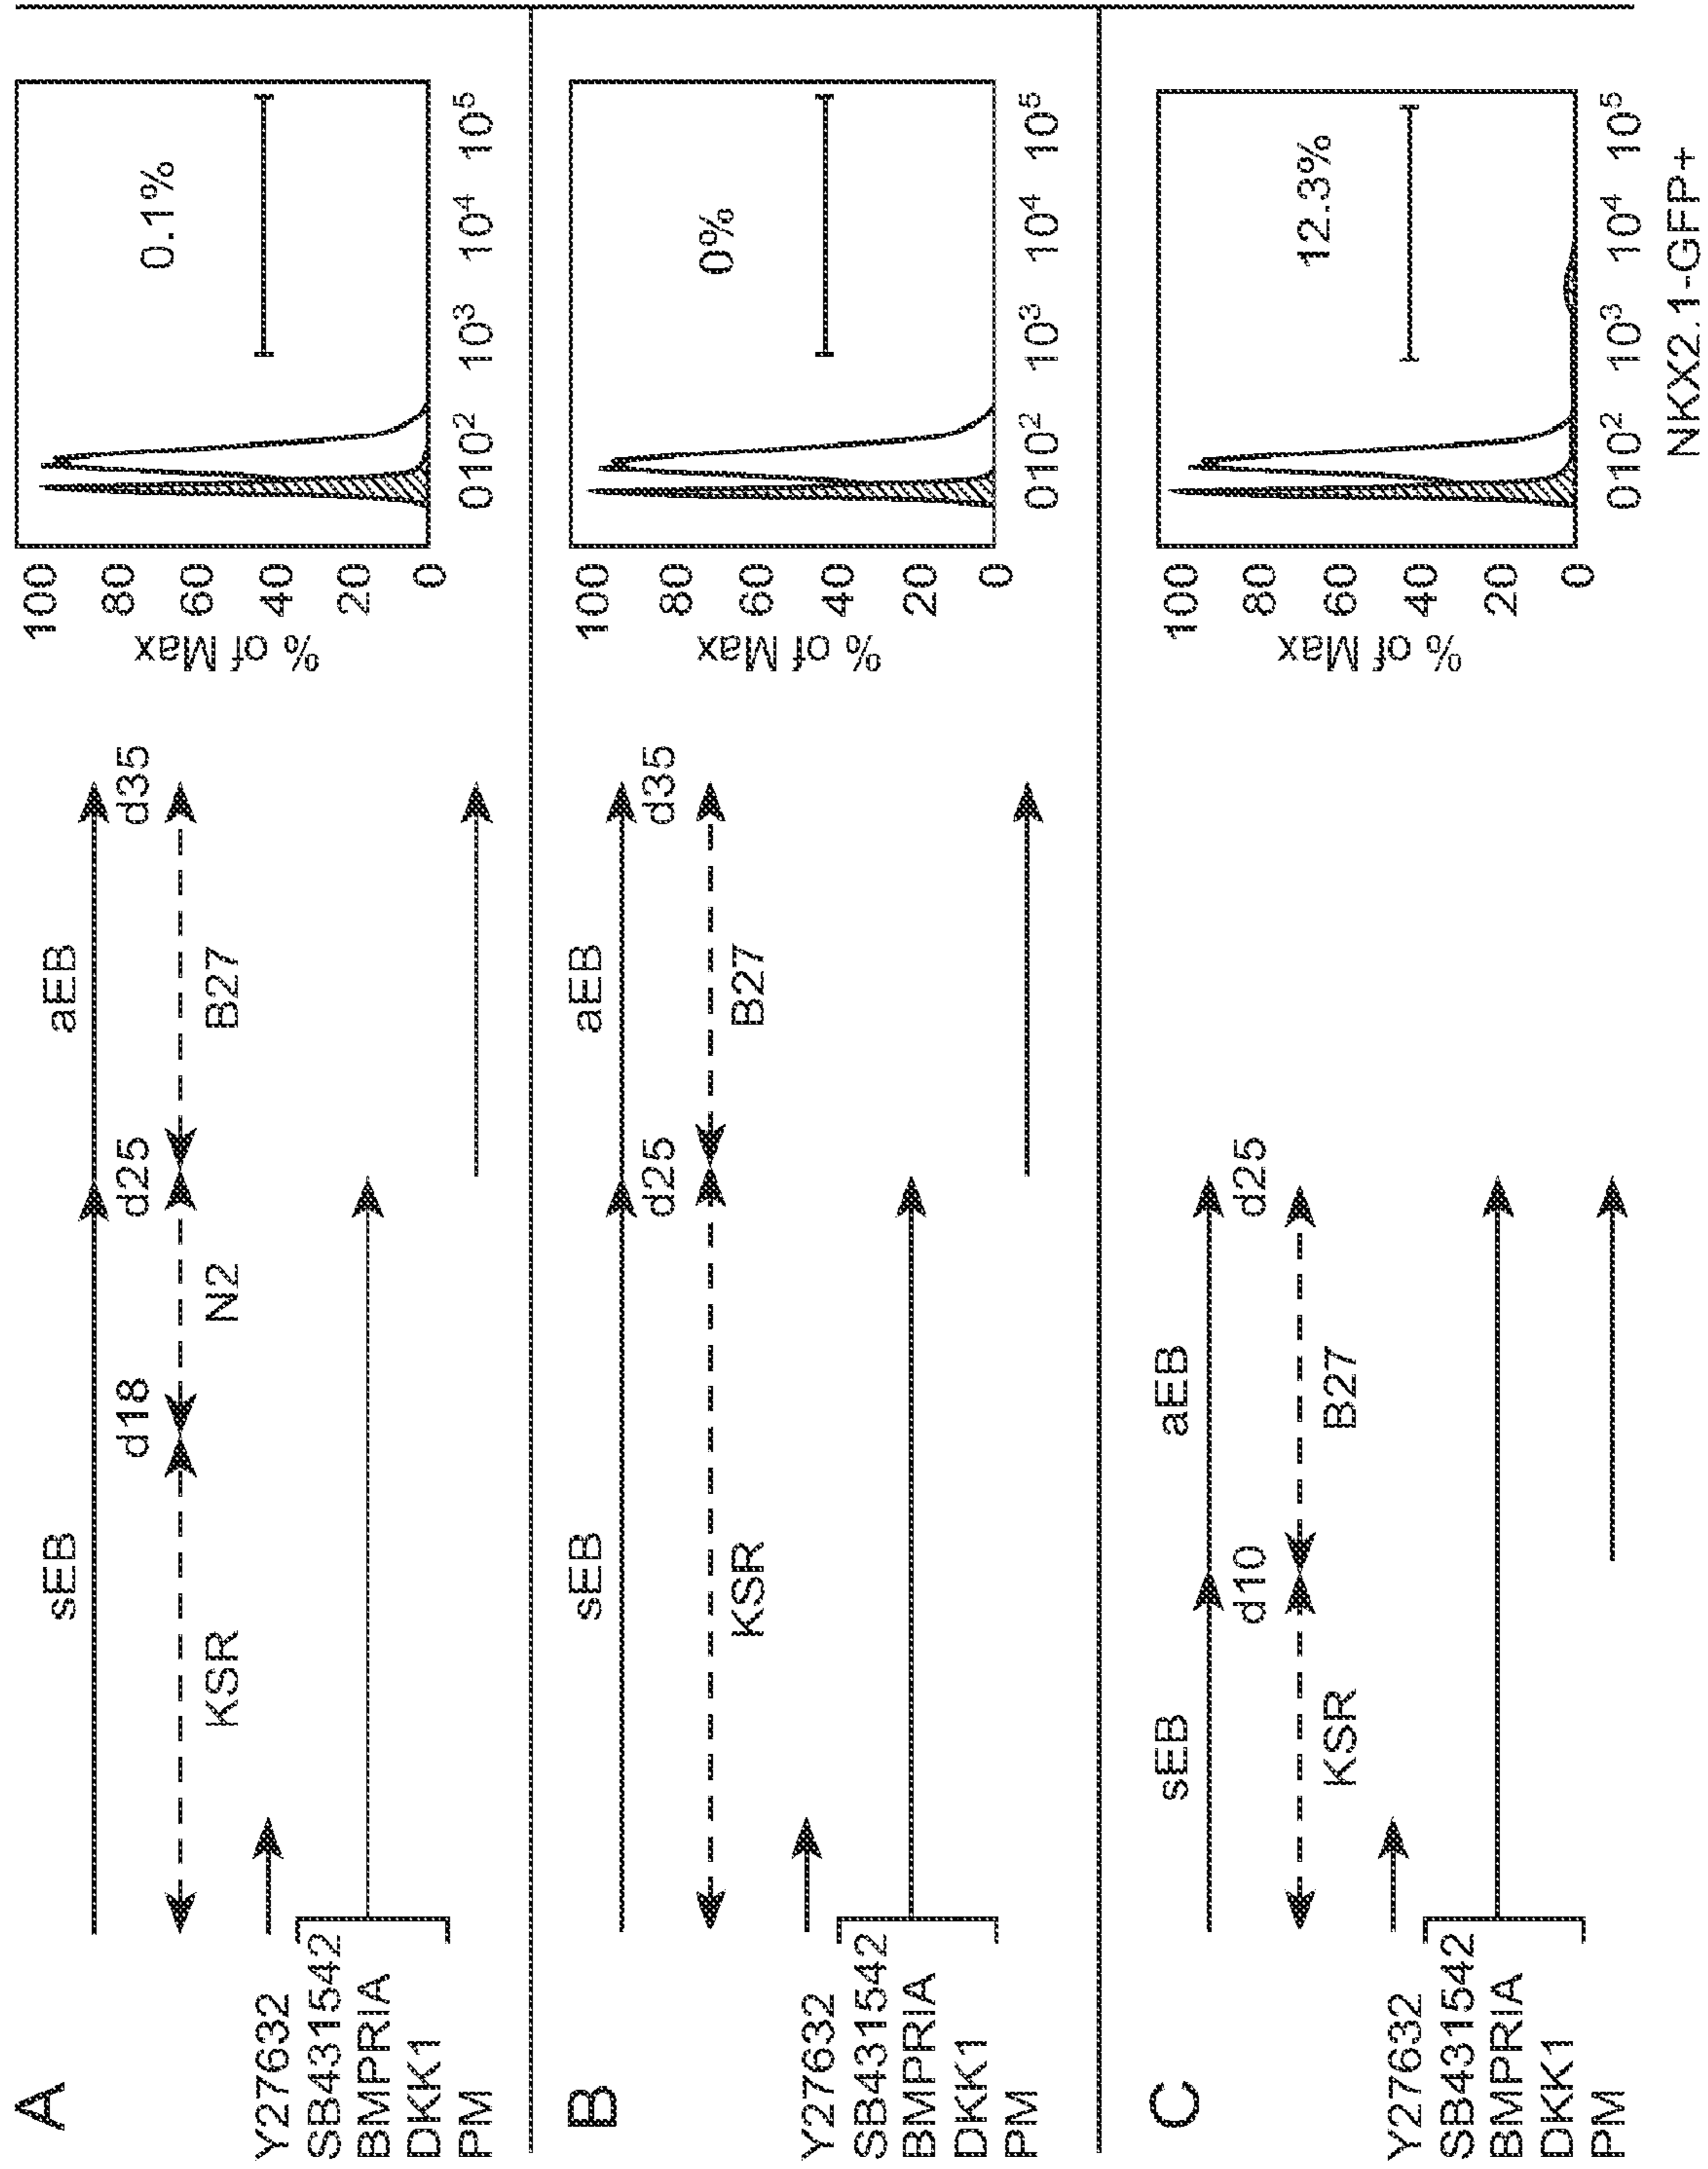 A
sEB aEB
d18 d25 d35
KSR N2 B27
Y27632
SB431542
BMPRIA
DKK1
PM
% of Max
100
80
60
40
20
0
0.1%
0 10² 10³ 10⁴ 10⁵
B
sEB aEB
d25 d35
KSR B27
Y27632
SB431542
BMPRIA
DKK1
PM
% of Max
100
80
60
40
20
0
0%
0 10² 10³ 10⁴ 10⁵
C
sEB aEB
d10 d25
KSR B27
Y27632
SB431542
BMPRIA
DKK1
PM
% of Max
100
80
60
40
20
0
12.3%
0 10² 10³ 10⁴ 10⁵
NKX2.1-GFP+